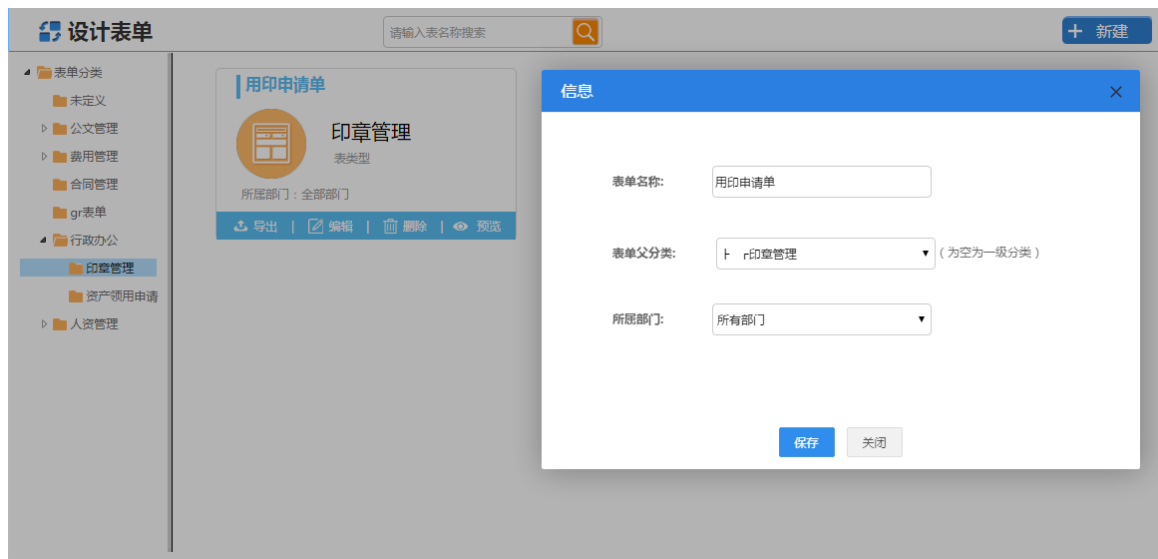 设计表单
请输入表名称搜索
+ 新建
表单分类
未定义
公文管理
费用管理
合同管理
gr表单
行政办公
印章管理
资产领用申请
人资管理
用印申请单
印章管理
表类型
所属部门：全部部门
导出 | 编辑 | 删除 | 预览
信息 ×
表单名称: 用印申请单
表单父分类: ├ ┌印章管理 (为空为一级分类)
所属部门: 所有部门
保存 关闭